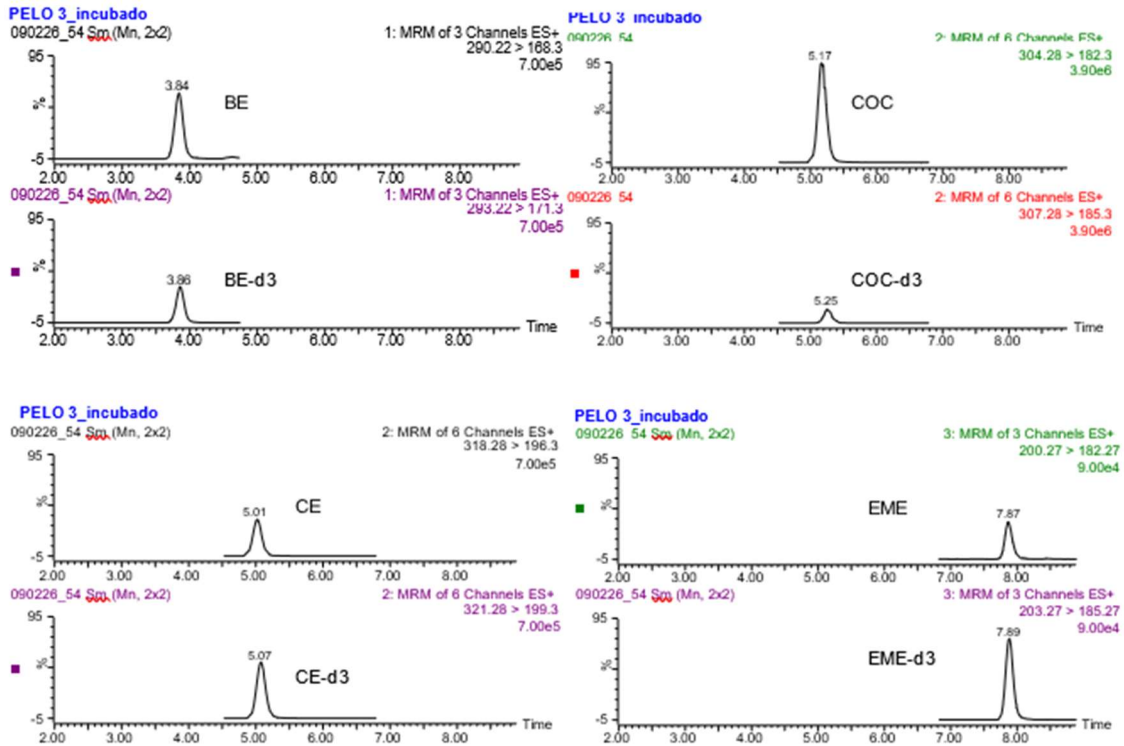 PELO 3_incubado
090226_54 Sm (Mn, 2x2)
1: MRM of 3 Channels ES+
290.22 > 168.3
7.00e5
95
3.84
BE
%
-5
2.00 3.00 4.00 5.00 6.00 7.00 8.00
090226_54 Sm (Mn, 2x2)
1: MRM of 3 Channels ES+
293.22 > 171.3
7.00e5
95
3.86
BE-d3
%
-5
2.00 3.00 4.00 5.00 6.00 7.00 8.00
Time
PELO 3_incubado
090226_54
2: MRM of 6 Channels ES+
304.28 > 182.3
3.90e6
95
5.17
COC
%
-5
2.00 3.00 4.00 5.00 6.00 7.00 8.00
090226_54
2: MRM of 6 Channels ES+
307.28 > 185.3
3.90e6
95
COC-d3
5.25
%
-5
2.00 3.00 4.00 5.00 6.00 7.00 8.00
Time
PELO 3_incubado
090226_54 Sm (Mn, 2x2)
2: MRM of 6 Channels ES+
318.28 > 196.3
7.00e5
95
5.01
CE
%
-5
2.00 3.00 4.00 5.00 6.00 7.00 8.00
090226_54 Sm (Mn, 2x2)
2: MRM of 6 Channels ES+
321.28 > 199.3
7.00e5
95
5.07
CE-d3
%
-5
2.00 3.00 4.00 5.00 6.00 7.00 8.00
Time
PELO 3_incubado
090226_54 Sm (Mn, 2x2)
3: MRM of 3 Channels ES+
200.27 > 182.27
9.00e4
95
EME
7.87
%
-5
2.00 3.00 4.00 5.00 6.00 7.00 8.00
090226_54 Sm (Mn, 2x2)
3: MRM of 3 Channels ES+
203.27 > 185.27
9.00e4
95
7.89
EME-d3
%
-5
2.00 3.00 4.00 5.00 6.00 7.00 8.00
Time